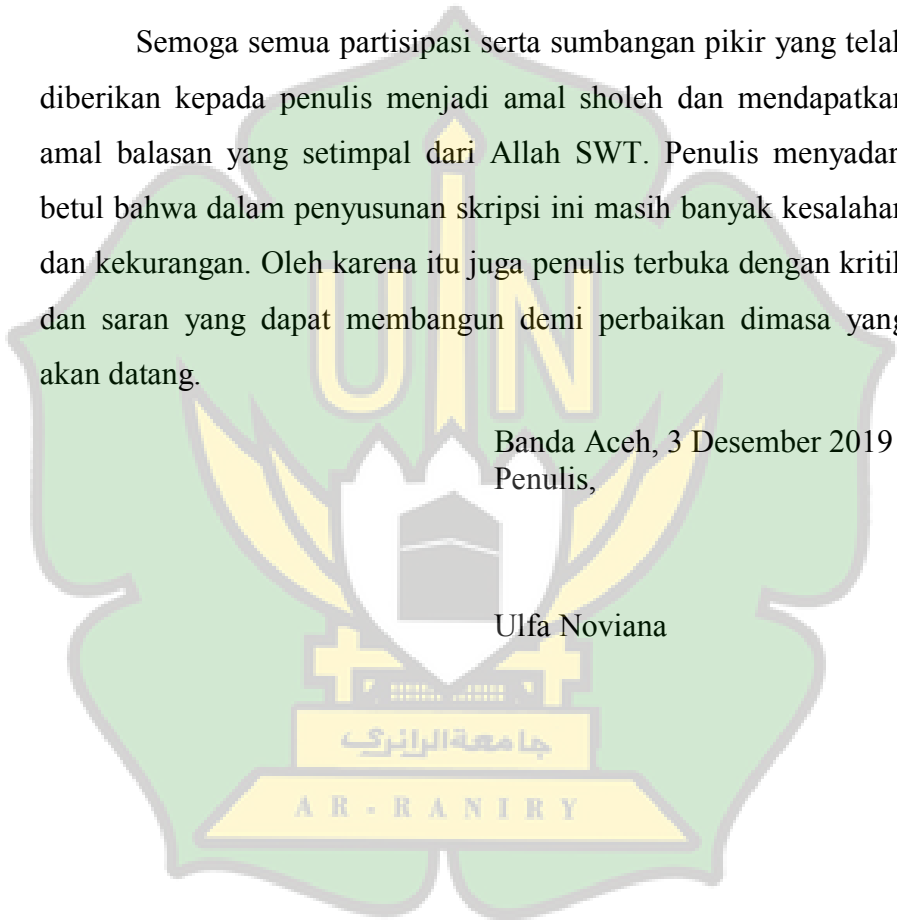 Semoga semua partisipasi serta sumbangan pikir yang telah
diberikan kepada penulis menjadi amal sholeh dan mendapatkan
amal balasan yang setimpal dari Allah SWT. Penulis menyadar
betul bahwa dalam penyusunan skripsi ini masih banyak kesalahan
dan kekurangan. Oleh karena itu juga penulis terbuka dengan kritik
dan saran yang dapat membangun demi perbaikan dimasa yang
akan datang.
Banda Aceh, 3 Desember 2019
Penulis,
Ulfa Noviana
UIN
جامعة الرانري
AR-RANIRY